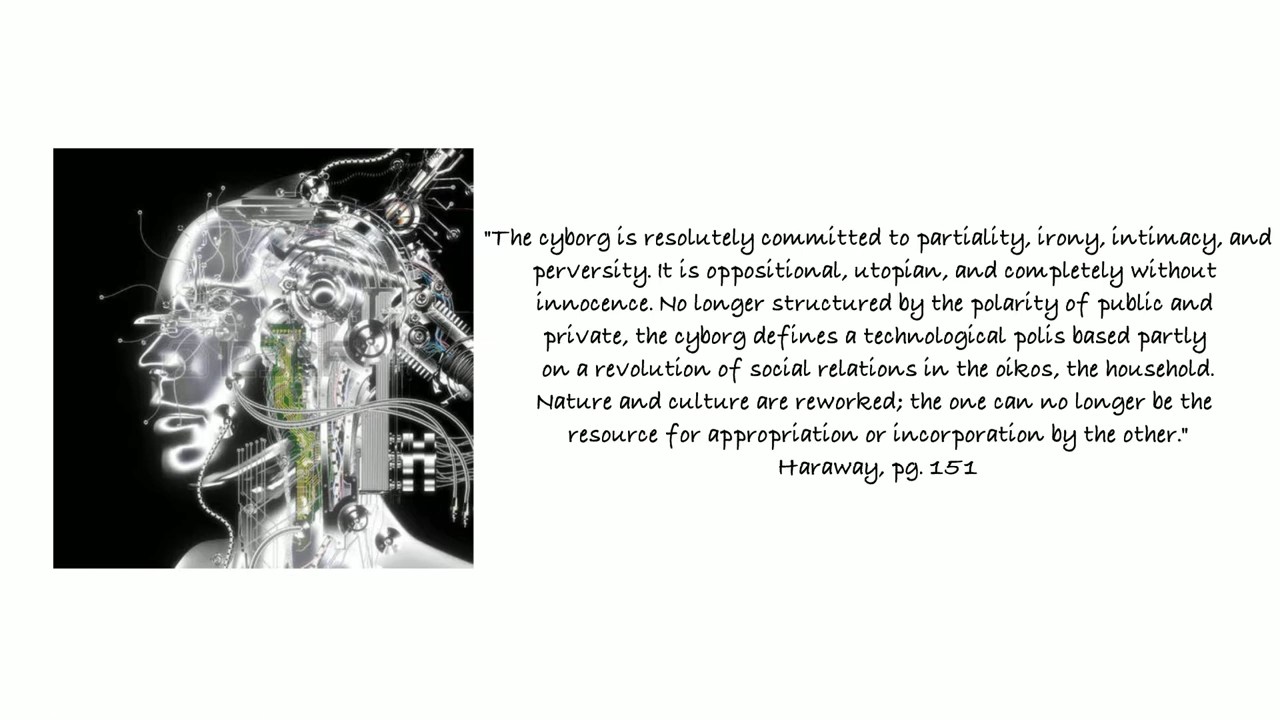 "The cyborg is resolutely committed to partiality, irony, intimacy, and
perversity. It is oppositional, utopian, and completely without
innocence. No longer structured by the polarity of public and
private, the cyborg defines a technological polis based partly
on a revolution of social relations in the oikos, the household.
Nature and culture are reworked; the one can no longer be the
resource for appropriation or incorporation by the other."
Haraway, pg. 151